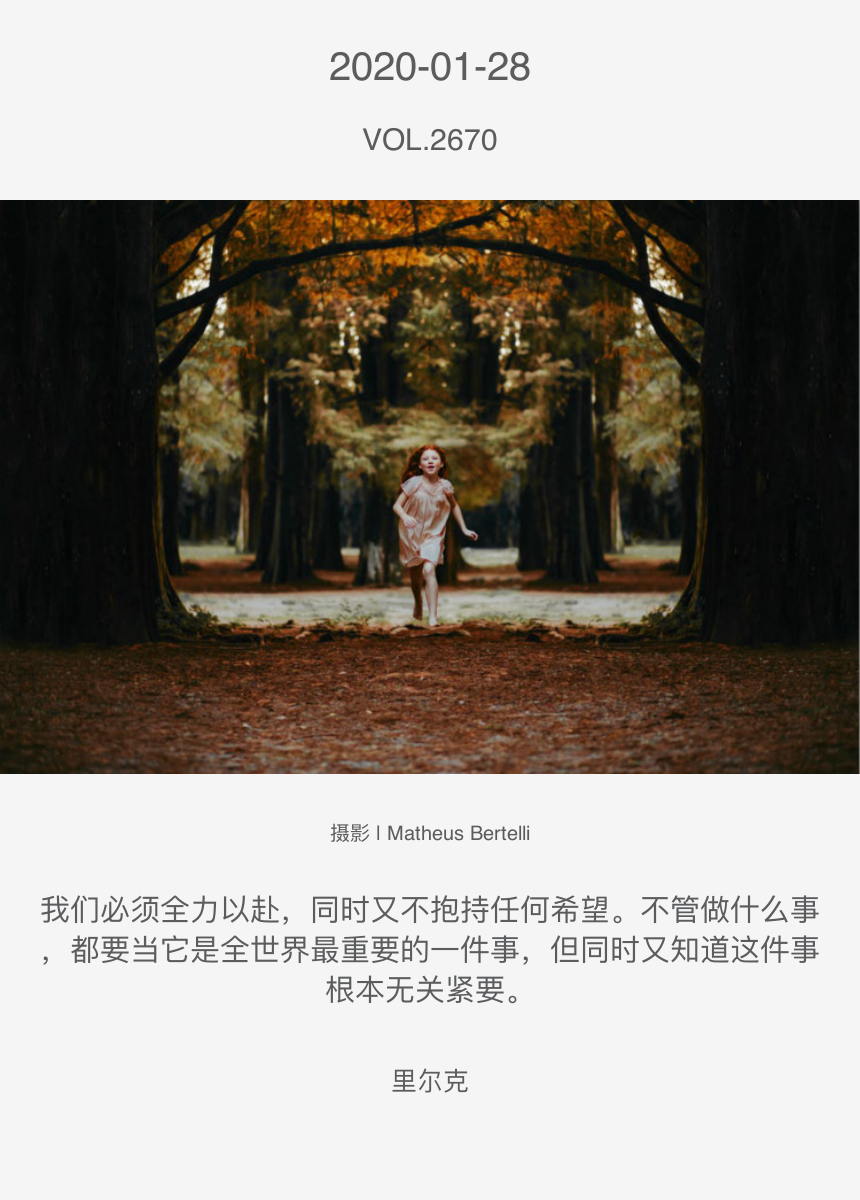 2020-01-28
VOL.2670
摄影 l Matheus Bertelli
我们必须全力以赴，同时又不抱持任何希望。不管做什么事
，都要当它是全世界最重要的一件事，但同时又知道这件事
根本无关紧要。
里尔克